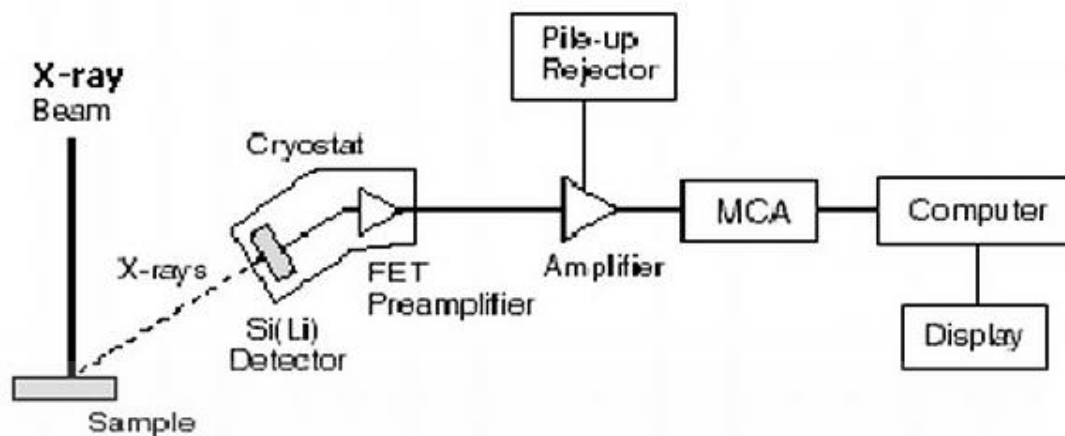 X-ray
Beam
Pile-up
Rejector
Cryostat
MCA
Computer
X-rays
FET
Preamplifier
Amplifier
Si(Li)
Detector
Display
Sample